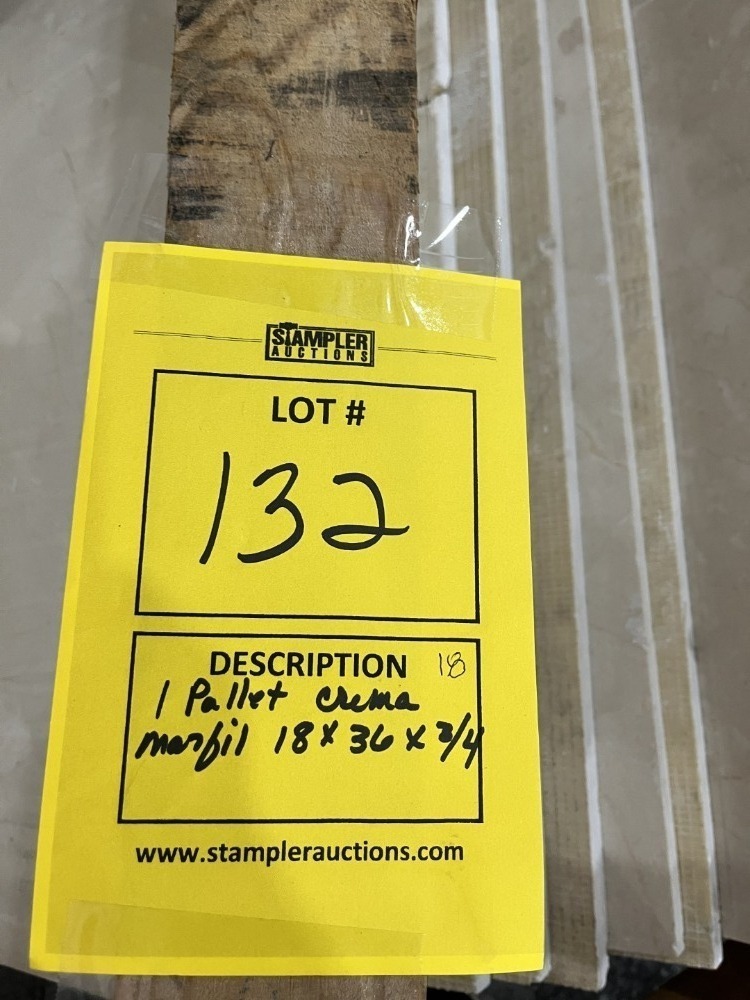 STAMPLER
AUCTIONS
LOT #
132
DESCRIPTION 18
1 Pallet crema
marfil 18 x 36 x 3/4
www.stamplerauctions.com